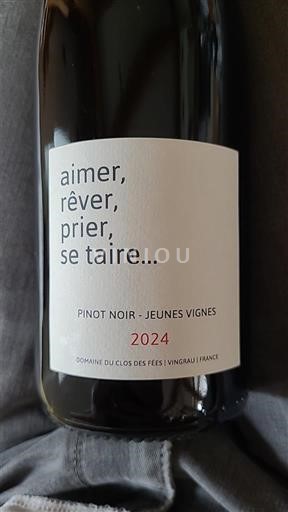 aimer,
rêver,
prier,
se taire...
PINOT NOIR - JEUNES VIGNES
2024
DOMAINE DU CLOS DES FÉES | VINGRAU | FRANCE